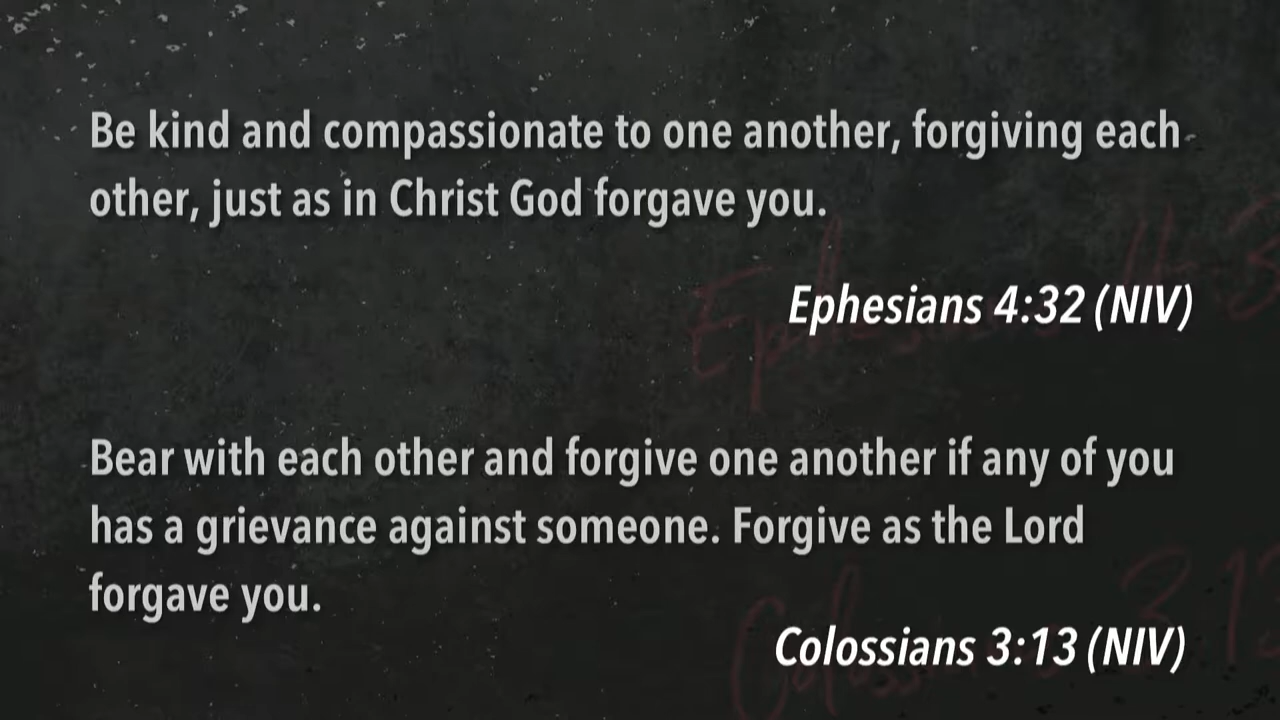 Be kind and compassionate to one another, forgiving each
other, just as in Christ God forgave you.
Ephesians 4:32 (NIV)
Bear with each other and forgive one another if any of you
has a grievance against someone. Forgive as the Lord
forgave you.
Colossians 3:13 (NIV)